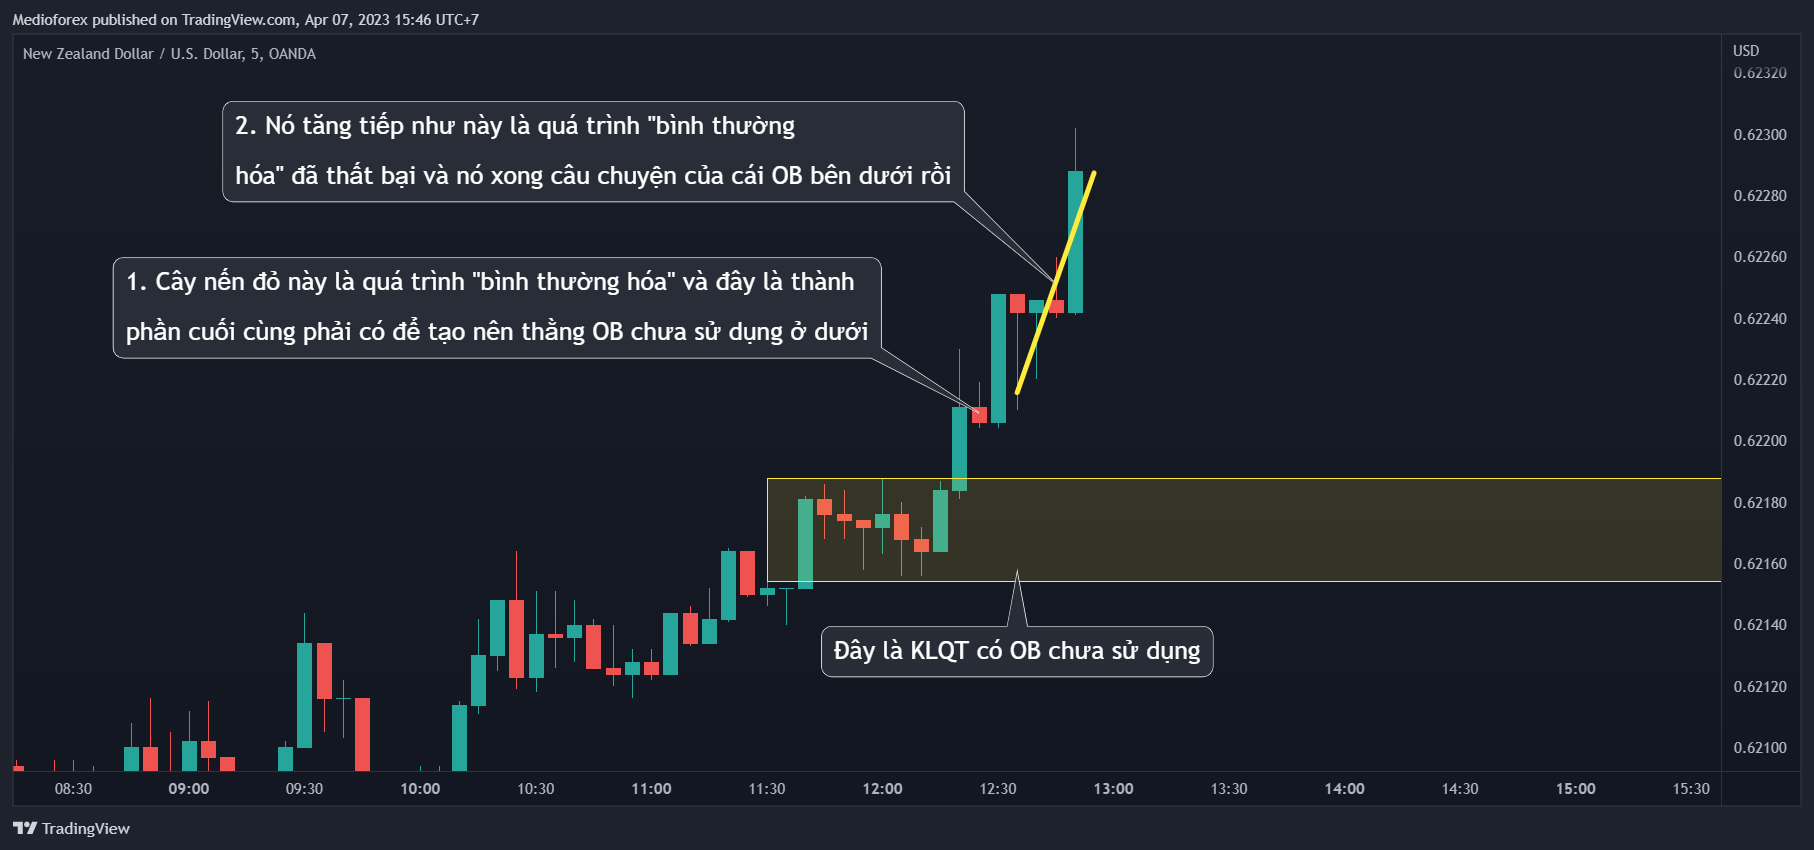 Medioforex published on TradingView.com, Apr 07, 2023 15:46 UTC+7
New Zealand Dollar / U.S. Dollar, 5, OANDA
USD
0.62320
2. Nó tăng tiếp như này là quá trình "bình thường
hóa" đã thất bại và nó xong câu chuyện của cái OB bên dưới rồi
0.62300
0.62280
0.62260
1. Cây nến đỏ này là quá trình "bình thường hóa" và đây là thành
phần cuối cùng phải có để tạo nên thằng OB chưa sử dụng ở dưới
0.62240
0.62220
0.62200
0.62180
0.62160
0.62140
Đây là KLQT có OB chưa sử dụng
0.62120
0.62100
08:30 09:00 09:30 10:00 10:30 11:00 11:30 12:00 12:30 13:00 13:30 14:00 14:30 15:00 15:30
TradingView